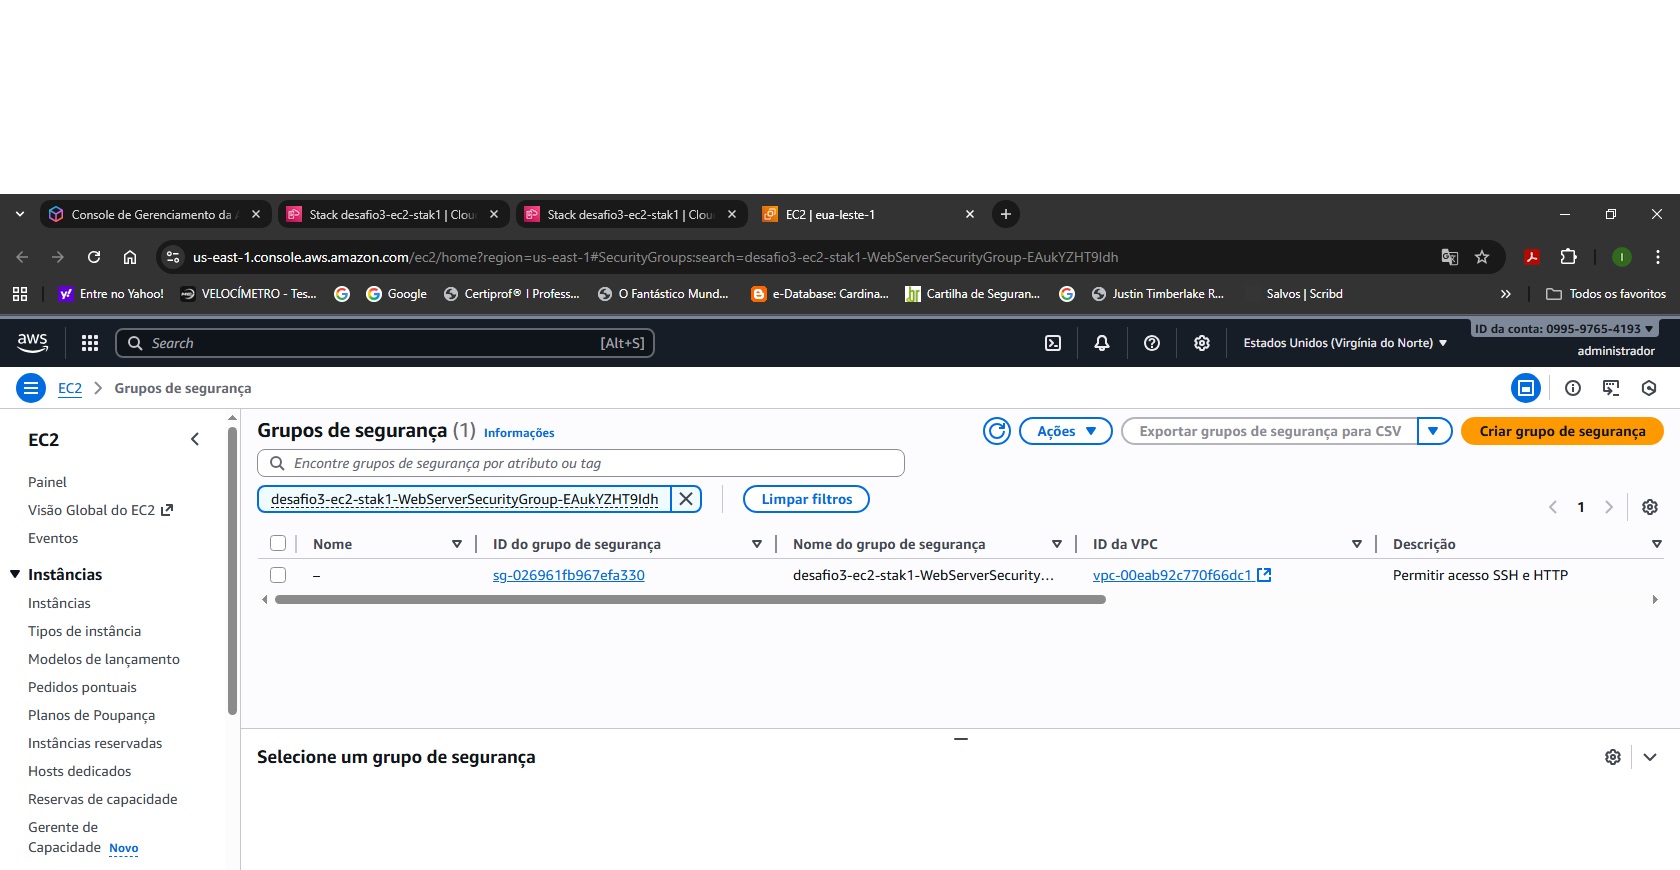 Console de Gerenciamento da A
Stack desafio3-ec2-stak1 | Clou
Stack desafio3-ec2-stak1 | Clou
EC2 | eua-leste-1
us-east-1.console.aws.amazon.com/ec2/home?region=us-east-1#SecurityGroups:search=desafio3-ec2-stak1-WebServerSecurityGroup-EAukYZHT9Idh
I
Entre no Yahoo!
VELOCÍMETRO - Tes...
Google
Certiprof® I Profess...
O Fantástico Mund...
e-Database: Cardina...
Cartilha de Seguran...
Justin Timberlake R...
Salvos | Scribd
Todos os favoritos
aws
Search
[Alt+S]
Estados Unidos (Virgínia do Norte)
ID da conta: 0995-9765-4193
administrador
EC2
Grupos de segurança
EC2
Painel
Visão Global do EC2
Eventos
Instâncias
Instâncias
Tipos de instância
Modelos de lançamento
Pedidos pontuais
Planos de Poupança
Instâncias reservadas
Hosts dedicados
Reservas de capacidade
Gerente de
Capacidade Novo
Grupos de segurança (1) Informações
Ações
Exportar grupos de segurança para CSV
Criar grupo de segurança
Encontre grupos de segurança por atributo ou tag
desafio3-ec2-stak1-WebServerSecurityGroup-EAukYZHT9Idh
Limpar filtros
1
Nome
ID do grupo de segurança
Nome do grupo de segurança
ID da VPC
Descrição
–
sg-026961fb967efa330
desafio3-ec2-stak1-WebServerSecurity...
vpc-00eab92c770f66dc1
Permitir acesso SSH e HTTP
Selecione um grupo de segurança